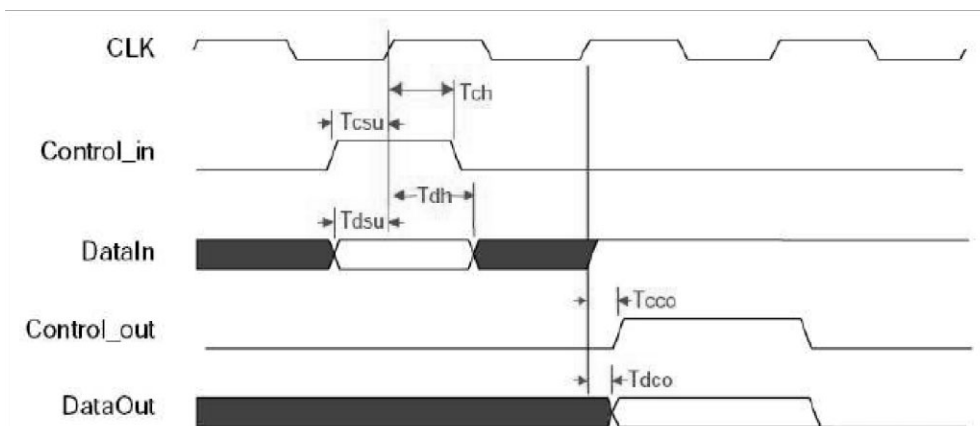 CLK
Tch
Tcsu
Control_in
Tdh
Tdsu
DataIn
Tcco
Control_out
Tdco
DataOut